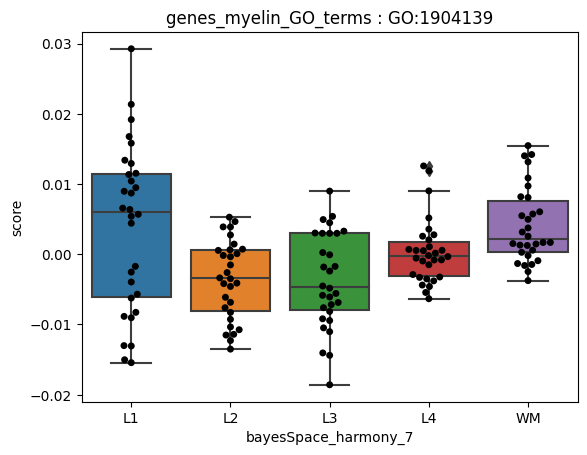 genes_myelin_GO_terms : GO:1904139
score
0.03
0.02
0.01
0.00
−0.01
−0.02
L1 L2 L3 L4 WM
bayesSpace_harmony_7